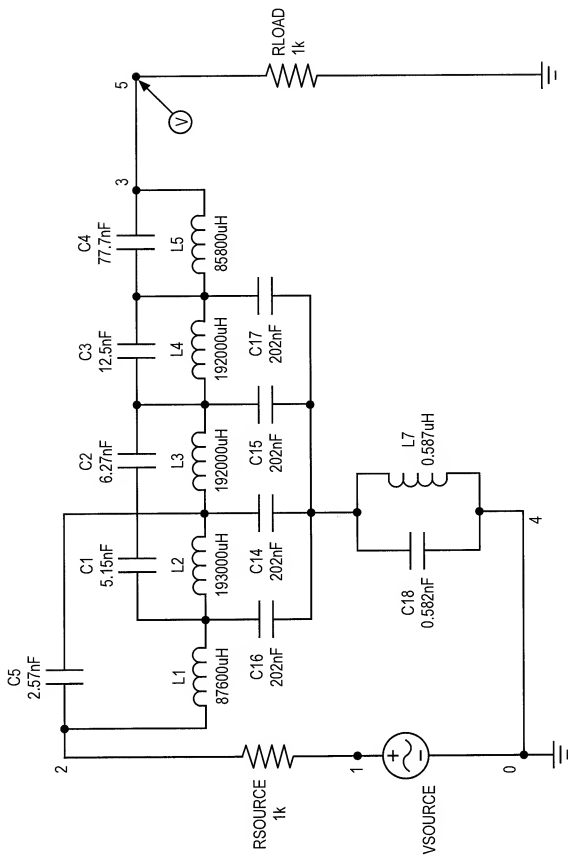 C5
2.57nF
C1
5.15nF
C2
6.27nF
C3
12.5nF
C4
77.7nF
3
5
V
2
L1
87600uH
L2
193000uH
L3
192000uH
L4
192000uH
L5
85800uH
RSOURCE
1k
C16
202nF
C14
202nF
C15
202nF
C17
202nF
RLOAD
1k
1
VSOURCE
C18
0.582nF
L7
0.587uH
0
4